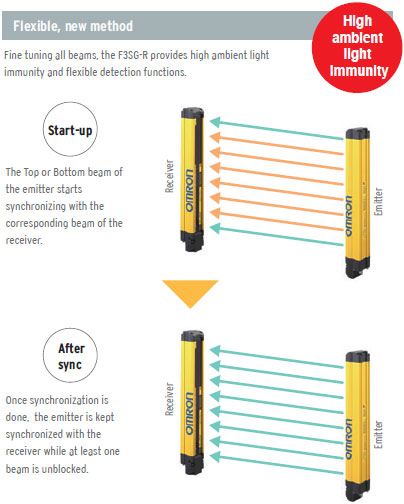 Flexible, new method
High
ambient
light
immunity
Fine tuning all beams, the F3SG-R provides high ambient light
immunity and flexible detection functions.
Start-up
The Top or Bottom beam of
the emitter starts
synchronizing with the
corresponding beam of the
receiver.
Receiver
OMRON
OMRON
Emitter
After
sync
Once synchronization is
done, the emitter is kept
synchronized with the
receiver while at least one
beam is unblocked.
Receiver
OMRON
OMRON
Emitter